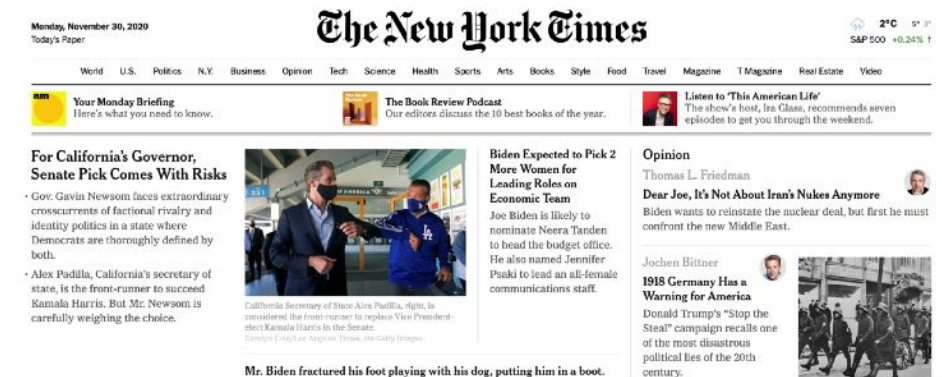 Monday, November 30, 2020
Today's Paper
The New York Times
2°C 5° 3°
S&P 500 +0.24% ↑
World U.S. Politics N.Y. Business Opinion Tech Science Health Sports Arts Books Style Food Travel Magazine T Magazine Real Estate Video
am
Your Monday Briefing
Here's what you need to know.
The Book Review Podcast
Our editors discuss the 10 best books of the year.
Listen to 'This American Life'
The show's host, Ira Glass, recommends seven
episodes to get you through the weekend.
For California's Governor,
Senate Pick Comes With Risks
• Gov. Gavin Newsom faces extraordinary
crosscurrents of factional rivalry and
identity politics in a state where
Democrats are thoroughly defined by
both.
• Alex Padilla, California's secretary of
state, is the front-runner to succeed
Kamala Harris. But Mr. Newsom is
carefully weighing the choice.
F AMERICA
LA
California Secretary of State Alex Padilla, right, is
considered the front-runner to replace Vice President-
elect Kamala Harris in the Senate.
Carolyn Cole/Los Angeles Times, via Getty Images
Mr. Biden fractured his foot playing with his dog, putting him in a boot.
Biden Expected to Pick 2
More Women for
Leading Roles on
Economic Team
Joe Biden is likely to
nominate Neera Tanden
to head the budget office.
He also named Jennifer
Psaki to lead an all-female
communications staff.
Opinion
Thomas L. Friedman
Dear Joe, It's Not About Iran's Nukes Anymore
Biden wants to reinstate the nuclear deal, but first he must
confront the new Middle East.
Jochen Bittner
1918 Germany Has a
Warning for America
Donald Trump's "Stop the
Steal" campaign recalls one
of the most disastrous
political lies of the 20th
century.